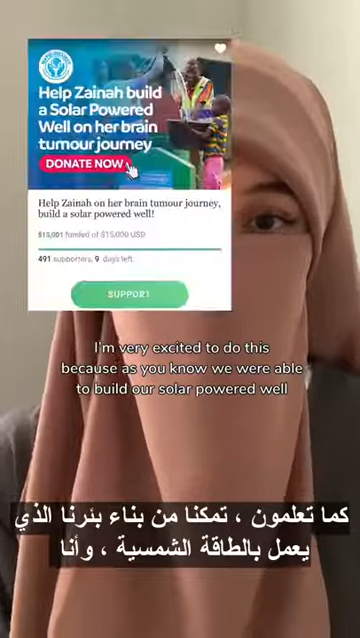 Help Zainah build
a Solar Powered
Well on her brain
tumour journey
DONATE NOW
Help Zainah on her brain tumour journey,
build a solar powered well!
$15,001 funded of $15,000 USD
491 supporters, 9 days left
SUPPORT
I'm very excited to do this
because as you know we were able
to build our solar powered well
كما تعلمون ، تمكنا من بناء بئرنا الذي
يعمل بالطاقة الشمسية ، وأنا